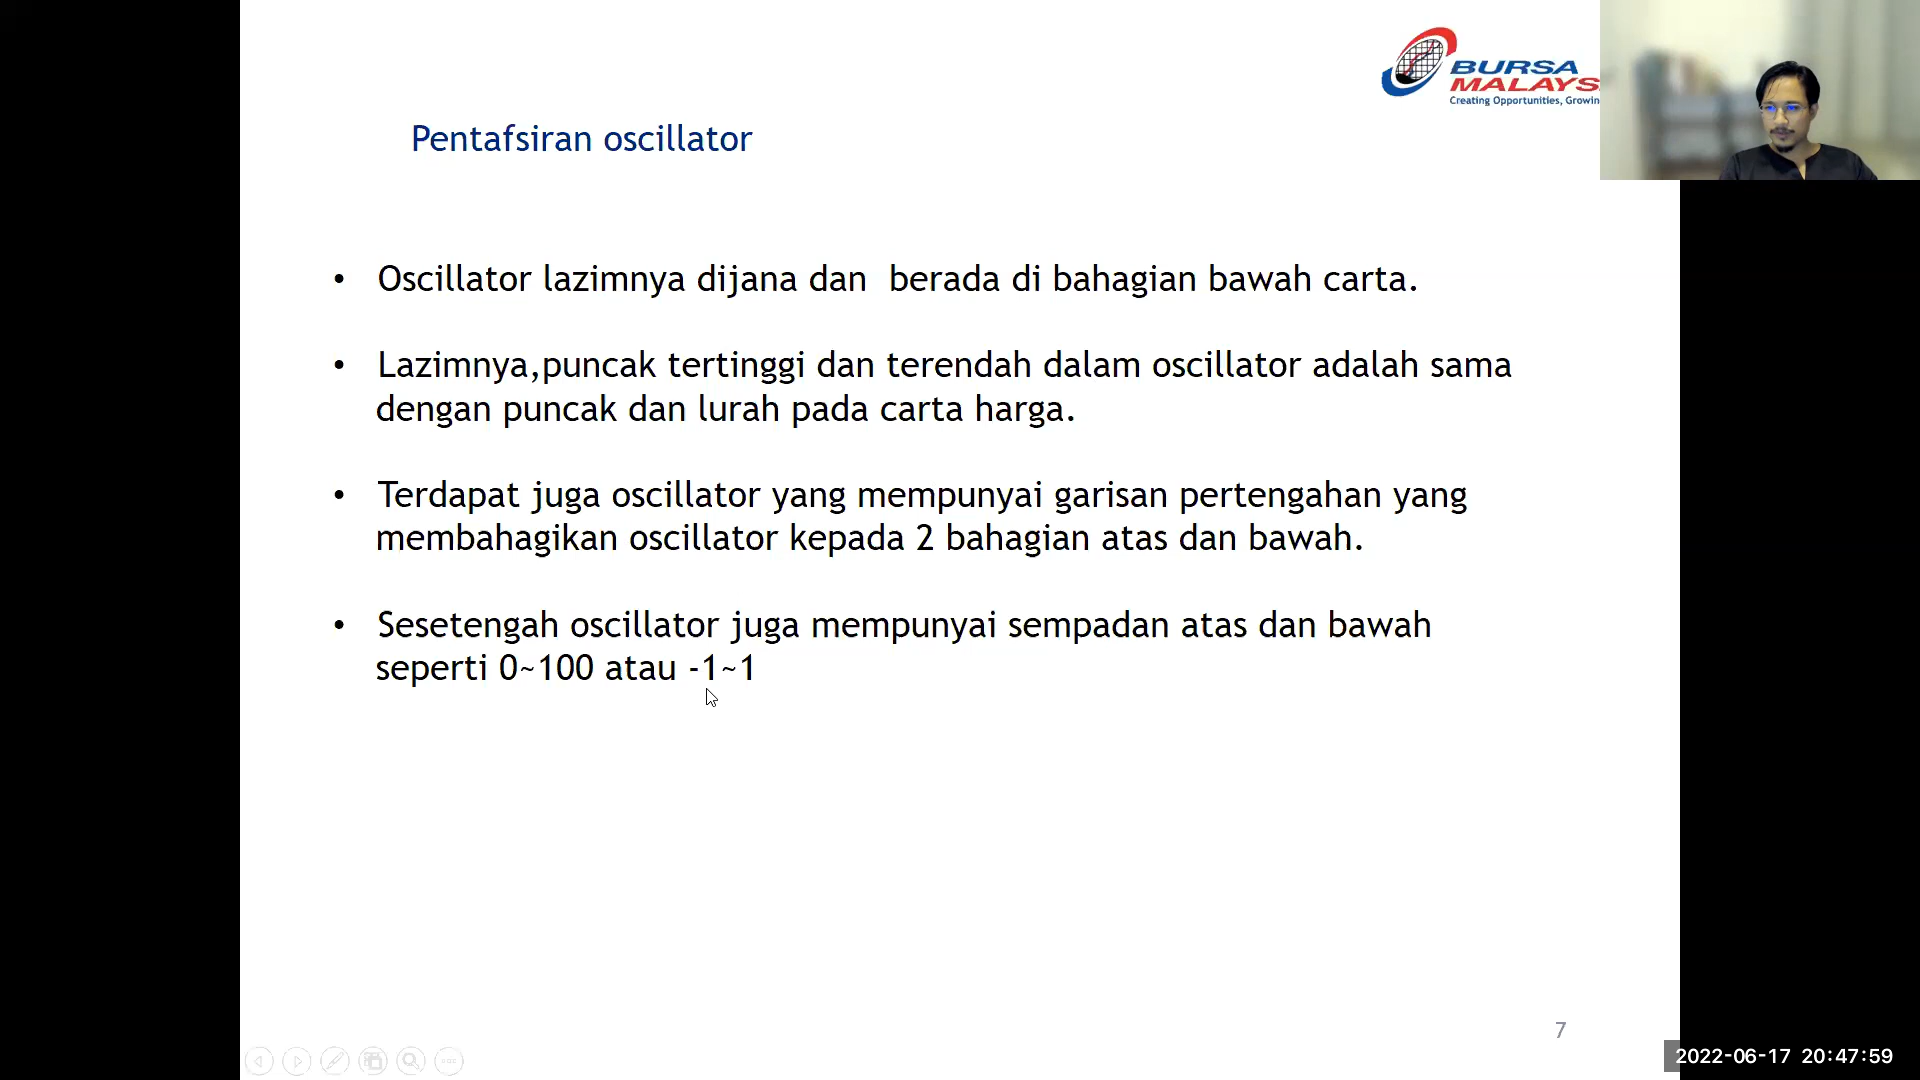 BURSA
MALAYS
Creating Opportunities, Growin
Pentafsiran oscillator
• Oscillator lazimnya dijana dan  berada di bahagian bawah carta.
• Lazimnya,puncak tertinggi dan terendah dalam oscillator adalah sama
dengan puncak dan lurah pada carta harga.
• Terdapat juga oscillator yang mempunyai garisan pertengahan yang
membahagikan oscillator kepada 2 bahagian atas dan bawah.
• Sesetengah oscillator juga mempunyai sempadan atas dan bawah
seperti 0~100 atau -1~1
7
2022-06-17 20:47:59